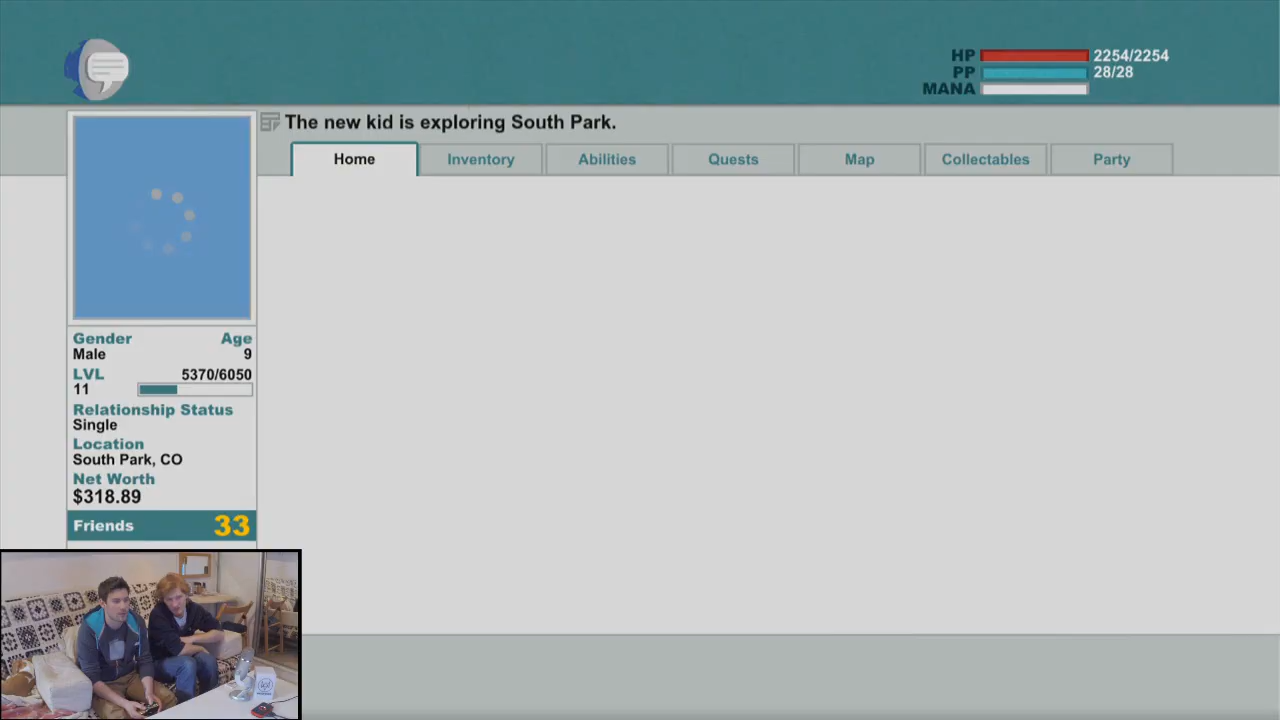 HP 2254/2254
PP 28/28
MANA
The new kid is exploring South Park.
Home Inventory Abilities Quests Map Collectables Party
Gender Age
Male 9
LVL 5370/6050
11
Relationship Status
Single
Location
South Park, CO
Net Worth
$318.89
Friends 33